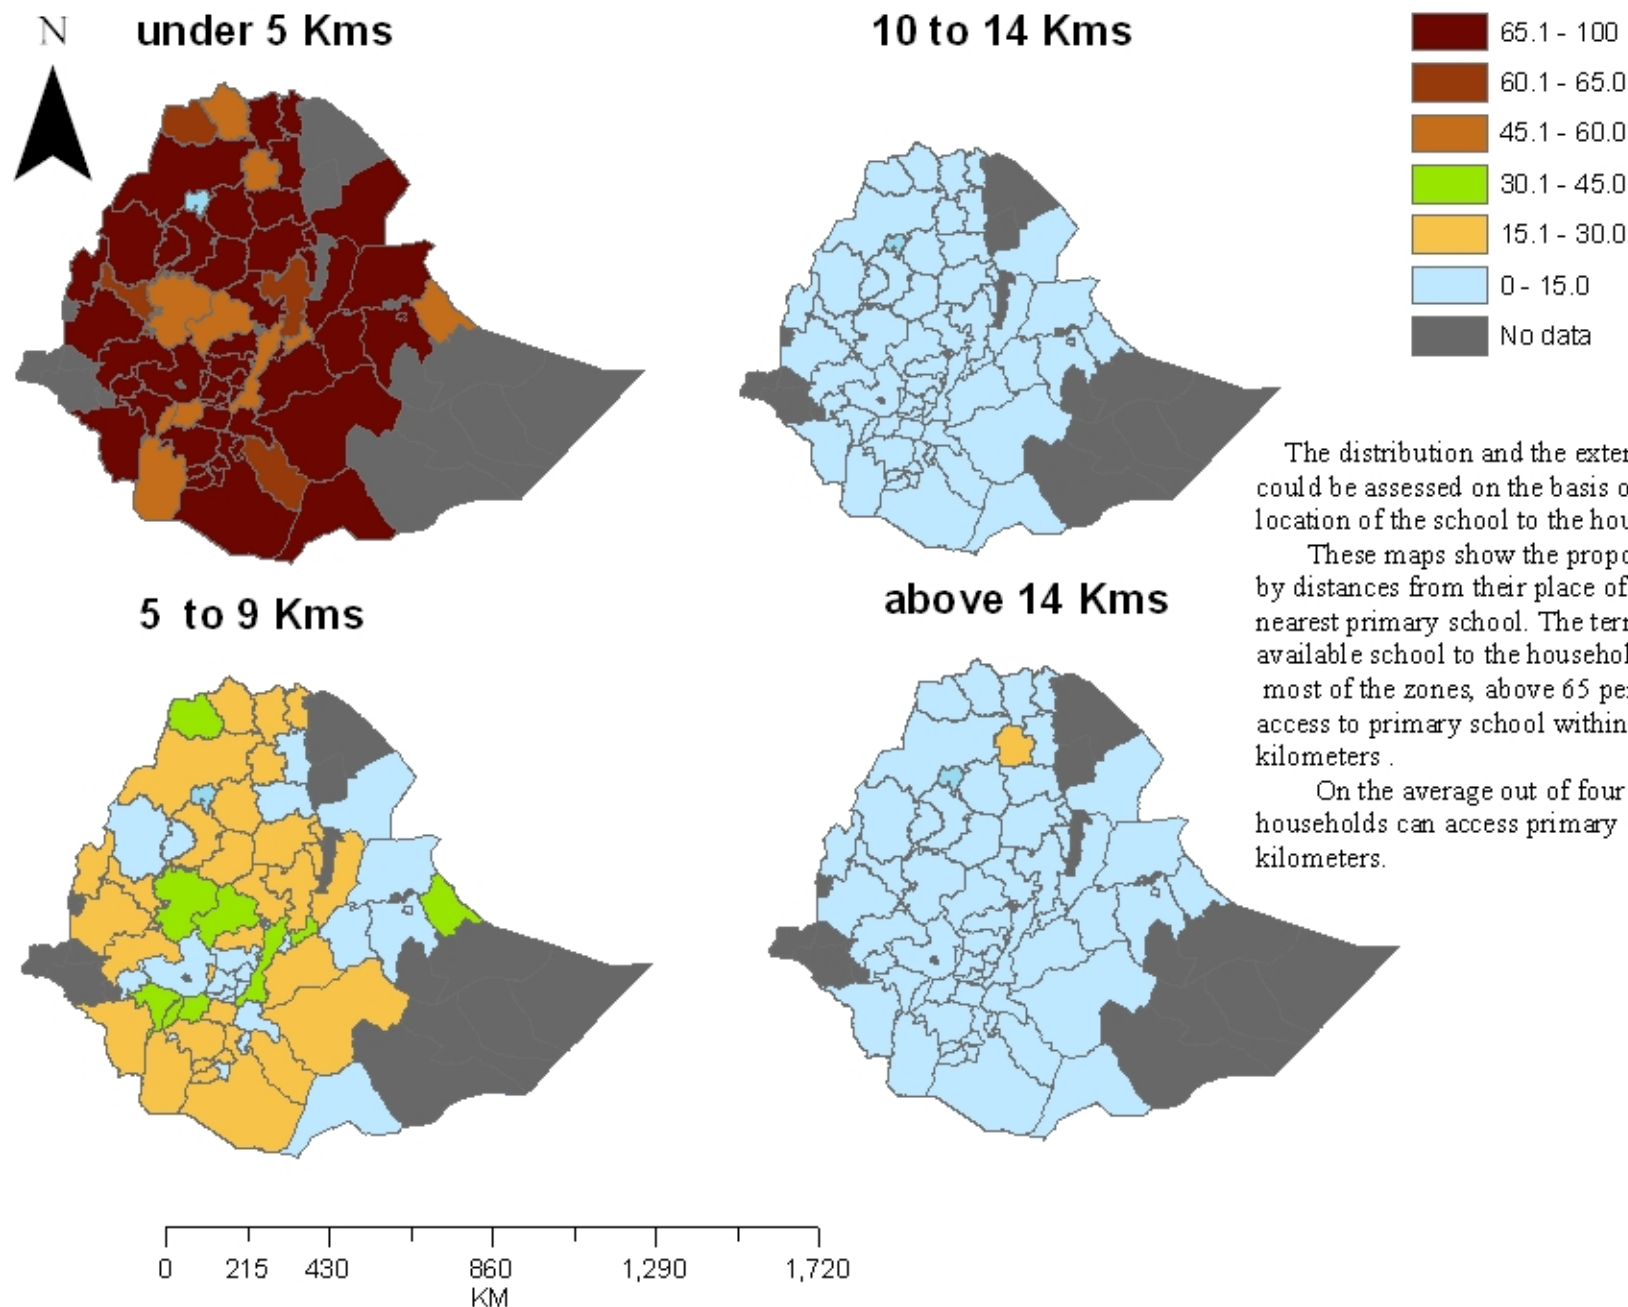 N
under 5 Kms
10 to 14 Kms
65.1 - 100
60.1 - 65.0
45.1 - 60.0
30.1 - 45.0
15.1 - 30.0
0 - 15.0
No data
The distribution and the exter
could be assessed on the basis o
location of the school to the hou
These maps show the propo
by distances from their place of
nearest primary school. The terr
available school to the househol
most of the zones, above 65 per
access to primary school within
kilometers .
On the average out of four
households can access primary
kilometers.
5 to 9 Kms
above 14 Kms
0 215 430 860 1,290 1,720
KM